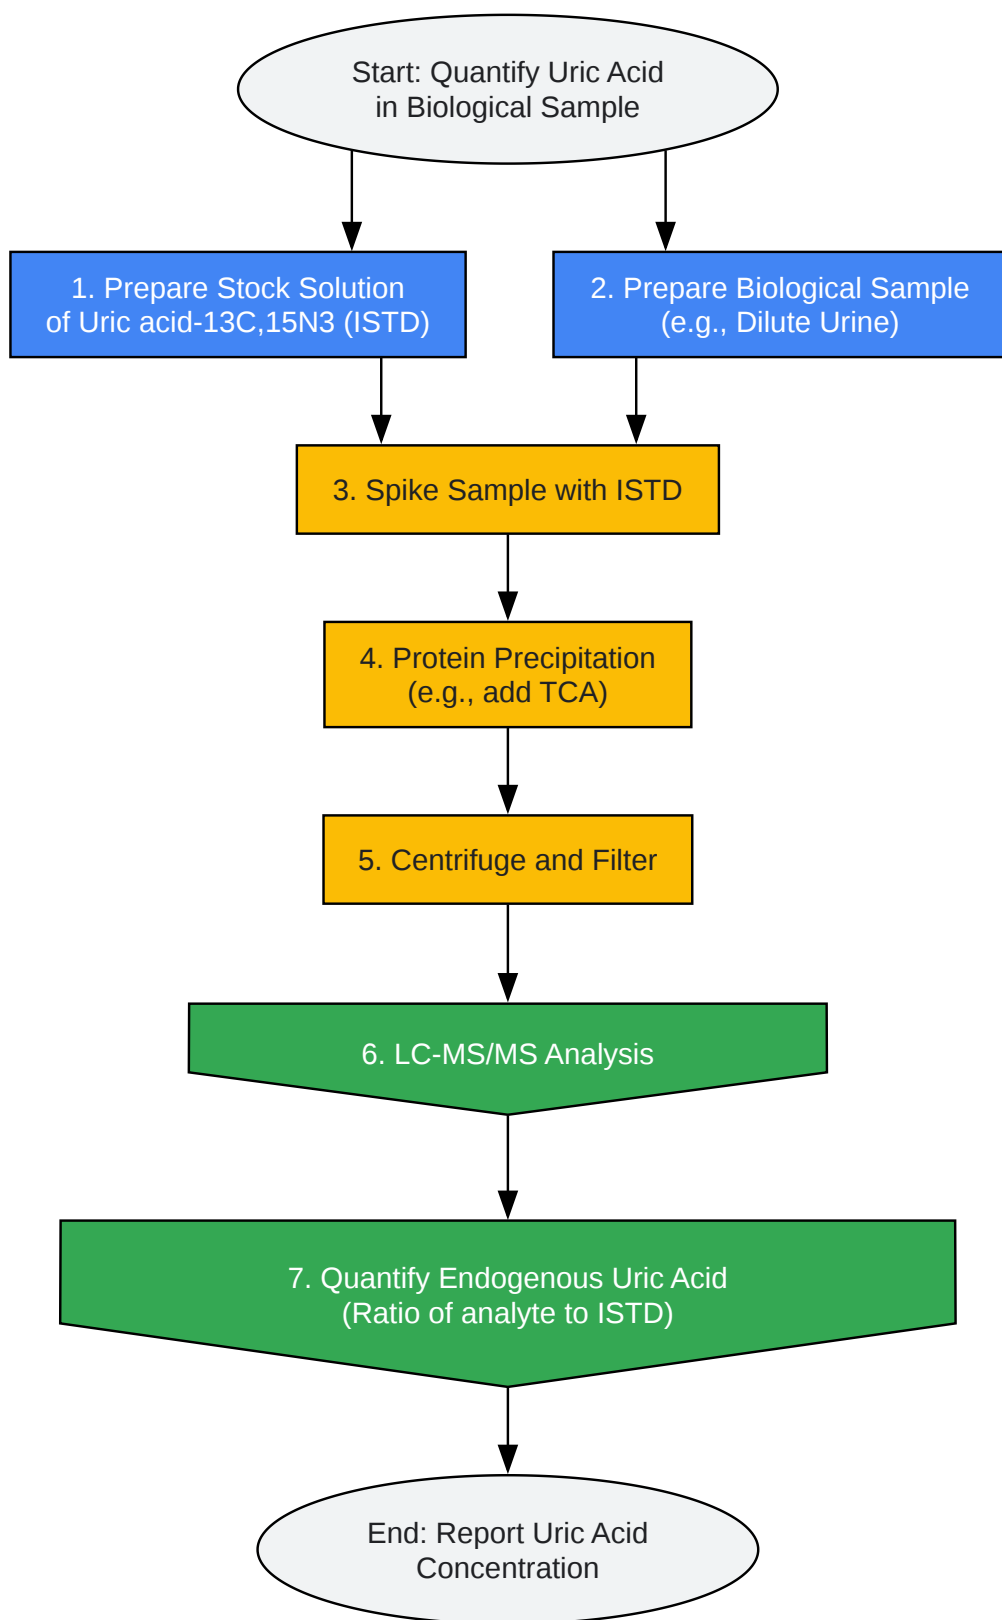 Start: Quantify Uric Acid
in Biological Sample
1. Prepare Stock Solution
of Uric acid-13C,15N3 (ISTD)
2. Prepare Biological Sample
(e.g., Dilute Urine)
3. Spike Sample with ISTD
4. Protein Precipitation
(e.g., add TCA)
5. Centrifuge and Filter
6. LC-MS/MS Analysis
7. Quantify Endogenous Uric Acid
(Ratio of analyte to ISTD)
End: Report Uric Acid
Concentration